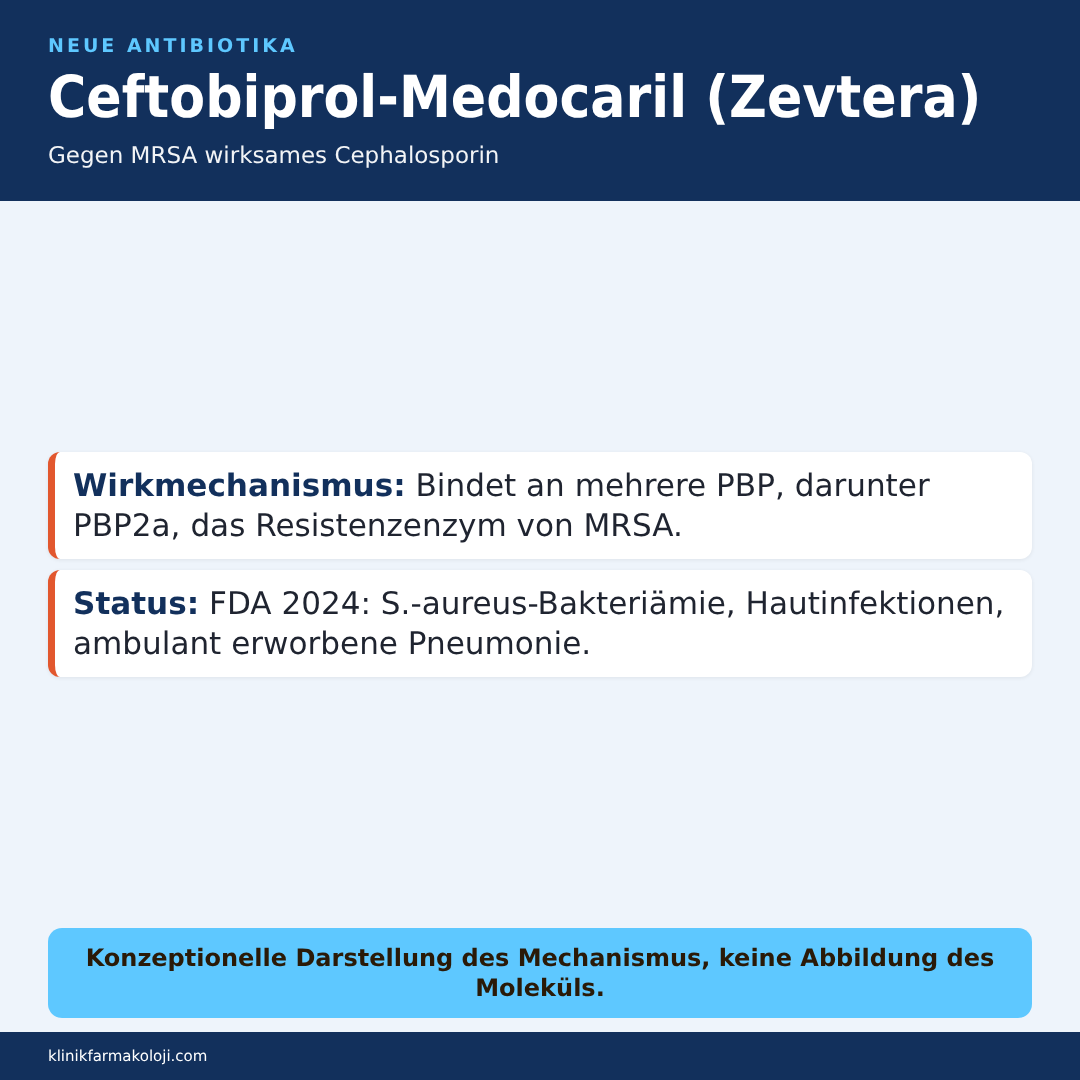 NEUE ANTIBIOTIKA
Ceftobiprol-Medocaril (Zevtera)
Gegen MRSA wirksames Cephalosporin
Wirkmechanismus: Bindet an mehrere PBP, darunter
PBP2a, das Resistenzenzym von MRSA.
Status: FDA 2024: S.-aureus-Bakteriämie, Hautinfektionen,
ambulant erworbene Pneumonie.
Konzeptionelle Darstellung des Mechanismus, keine Abbildung des
Moleküls.
klinikfarmakoloji.com